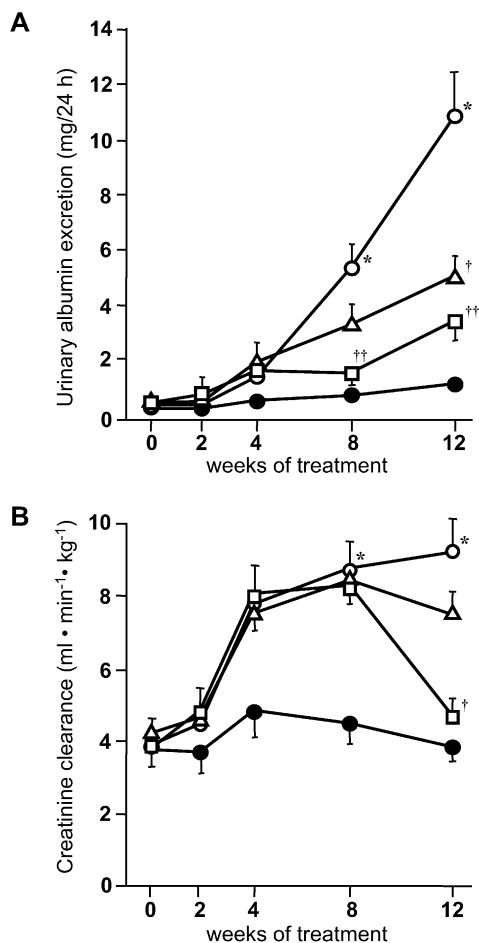 A
Urinary albumin excretion (mg/24 h)
14
12
10
8
6
4
2
0
*
*
†
††
††
0 2 4 8 12
weeks of treatment
B
Creatinine clearance (ml • min⁻¹• kg⁻¹)
10
8
6
4
2
0
*
*
†
0 2 4 8 12
weeks of treatment